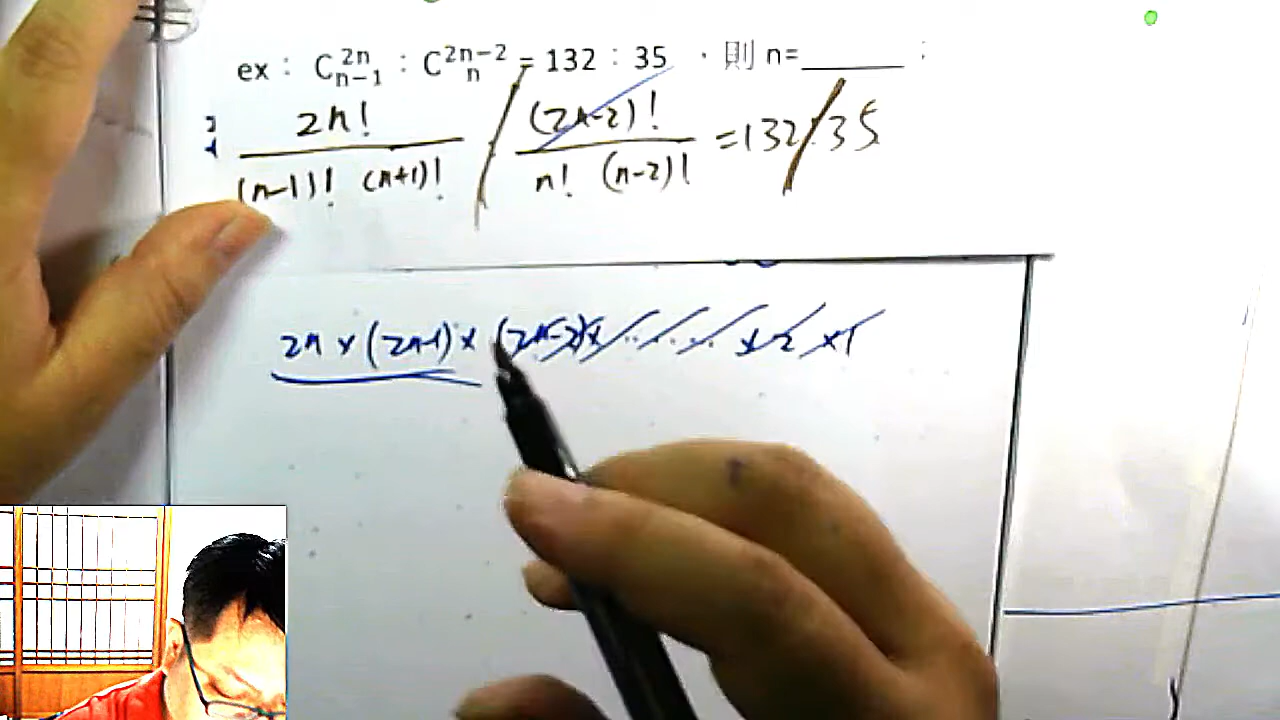 ex： C^{2n}_{n-1} : C^{2n-2}_{n} = 132 : 35 ，則 n=______；
2n! / (n-1)! (n+1)! / (2n-2)! / n! (n-2)! = 132/35
2n × (2n-1) × (2n-2) × ...... × 2 × 1